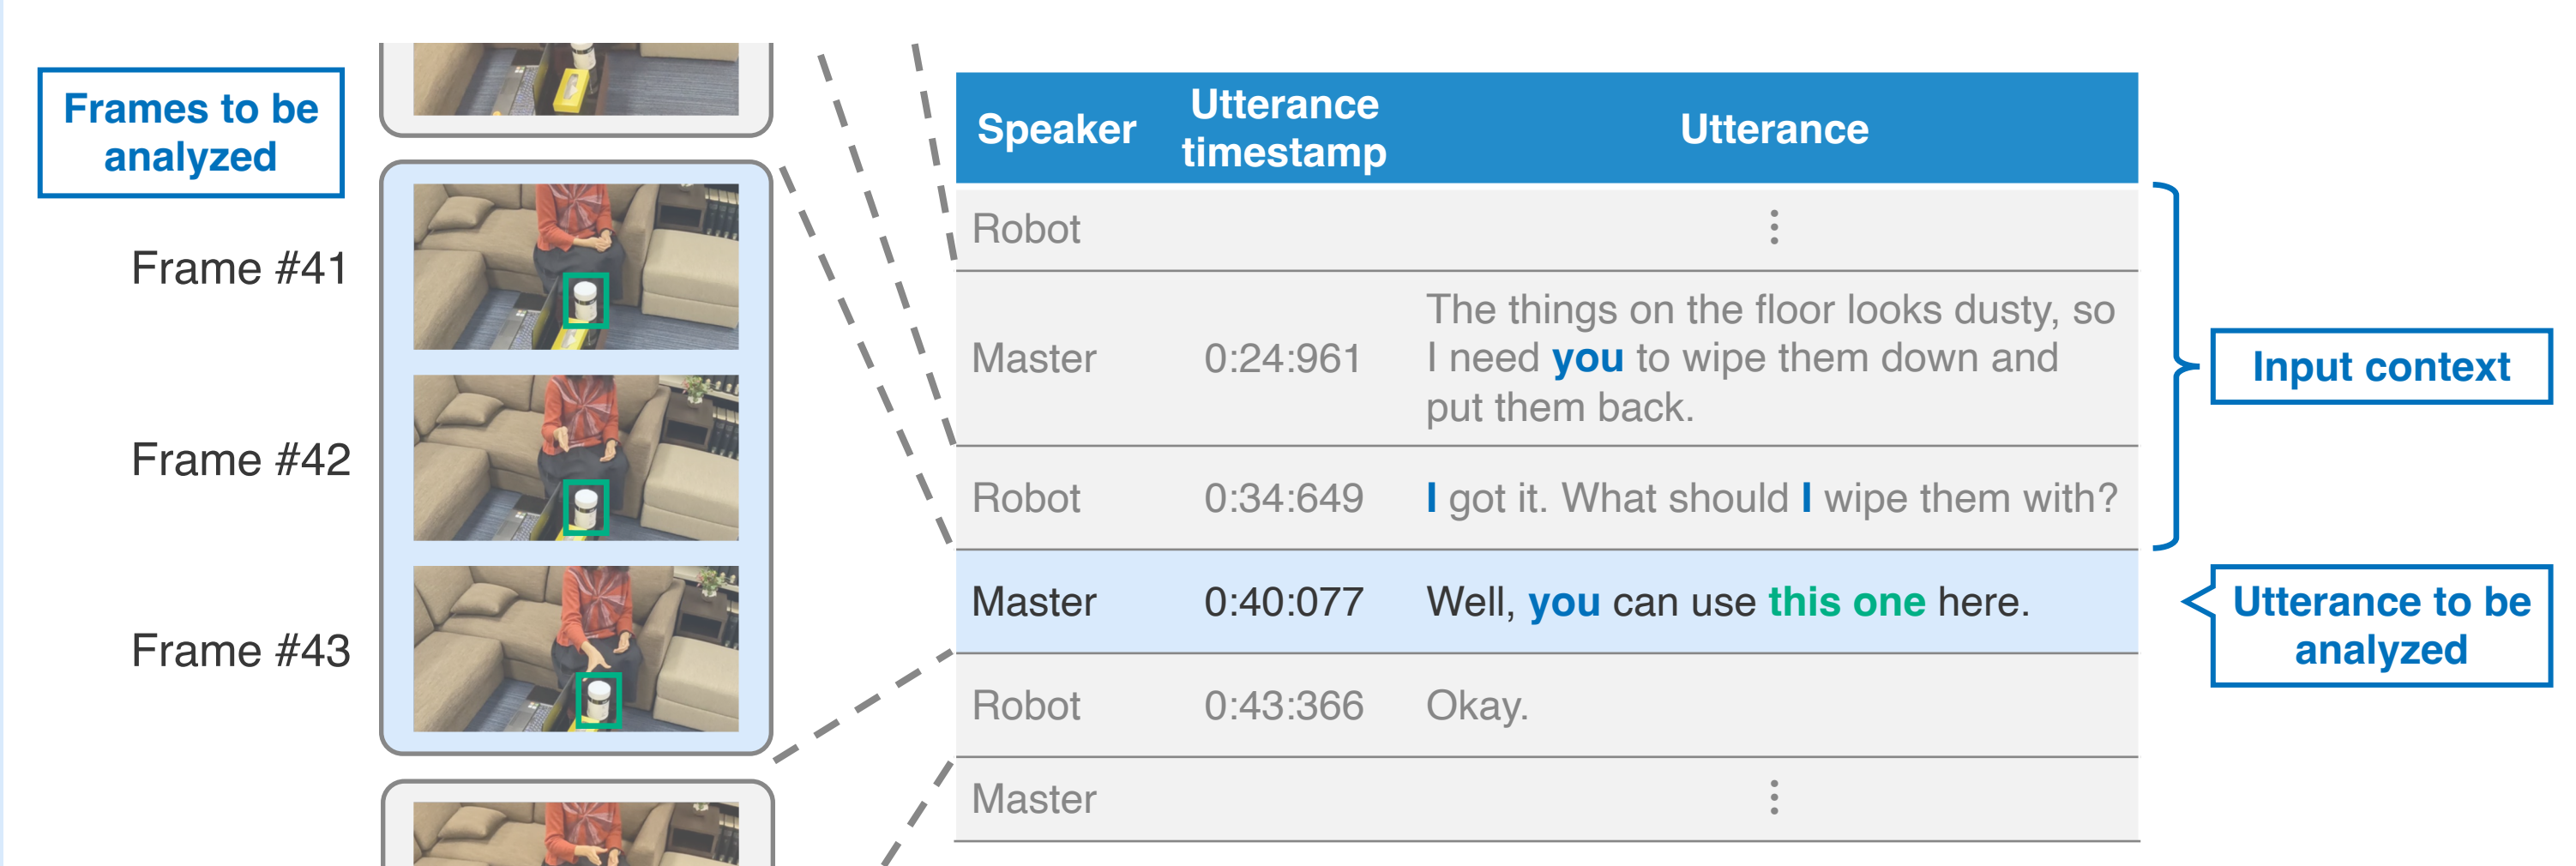 Frames to be
analyzed
Frame #41
Frame #42
Frame #43
Speaker
Utterance
timestamp
Utterance
Robot
⋮
Master
0:24:961
The things on the floor looks dusty, so
I need you to wipe them down and
put them back.
Robot
0:34:649
I got it. What should I wipe them with?
Master
0:40:077
Well, you can use this one here.
Robot
0:43:366
Okay.
Master
⋮
Input context
Utterance to be
analyzed